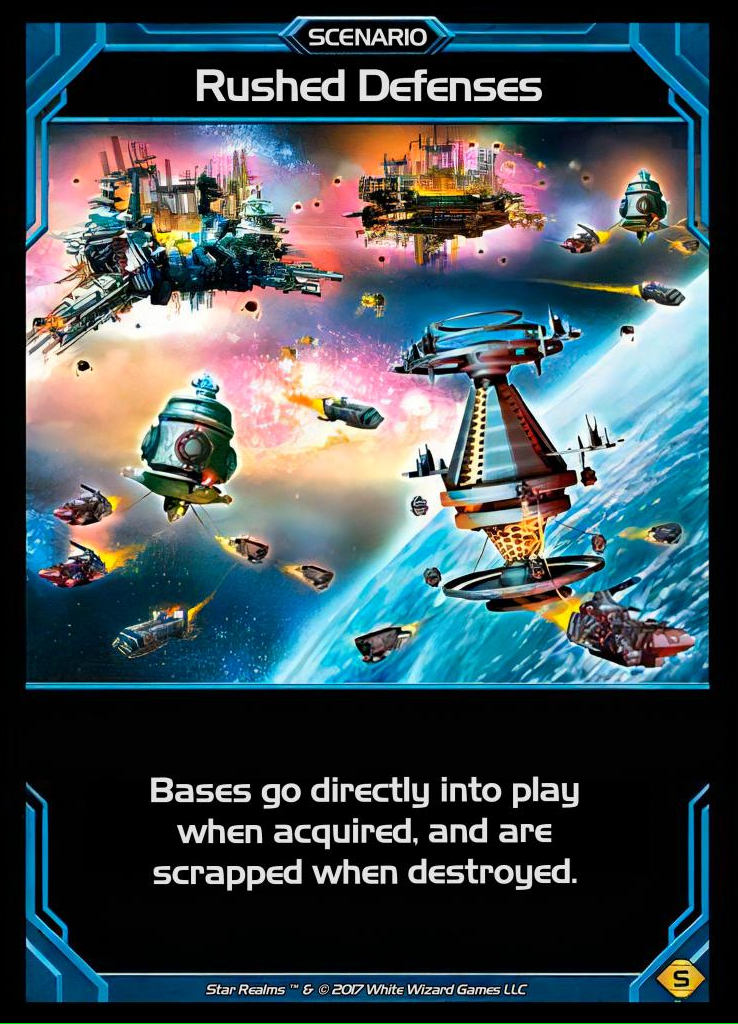 SCENARIO
Rushed Defenses
Bases go directly into play
when acquired, and are
scrapped when destroyed.
S
Star Realms ™ & © 2017 White Wizard Games LLC